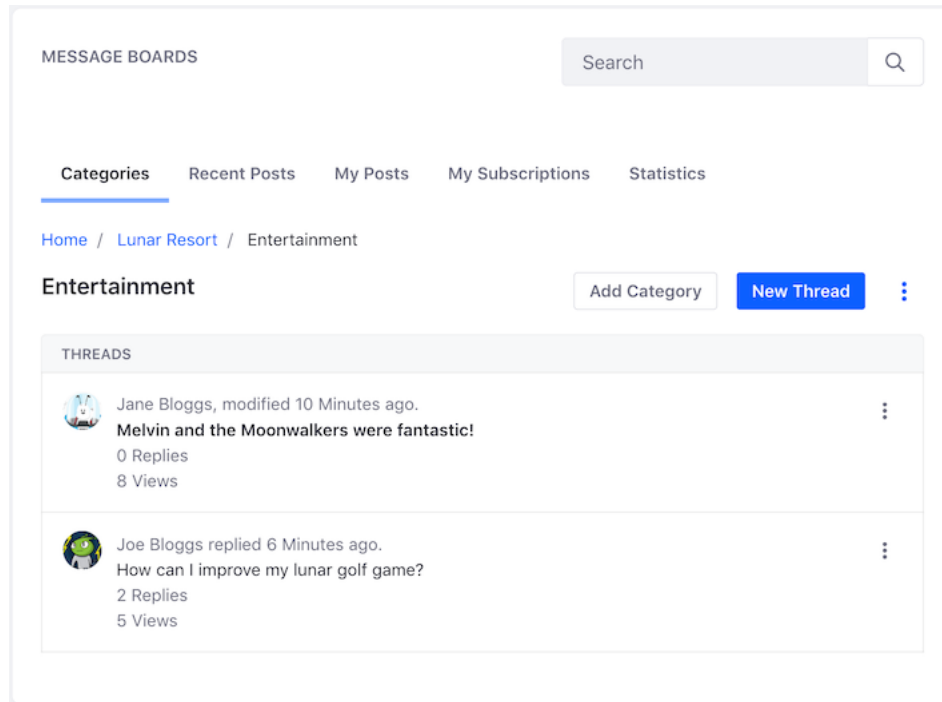 MESSAGE BOARDS
Search
Categories Recent Posts My Posts My Subscriptions Statistics
Home / Lunar Resort / Entertainment
Entertainment
Add Category New Thread
THREADS
Jane Bloggs, modified 10 Minutes ago.
Melvin and the Moonwalkers were fantastic!
0 Replies
8 Views
Joe Bloggs replied 6 Minutes ago.
How can I improve my lunar golf game?
2 Replies
5 Views